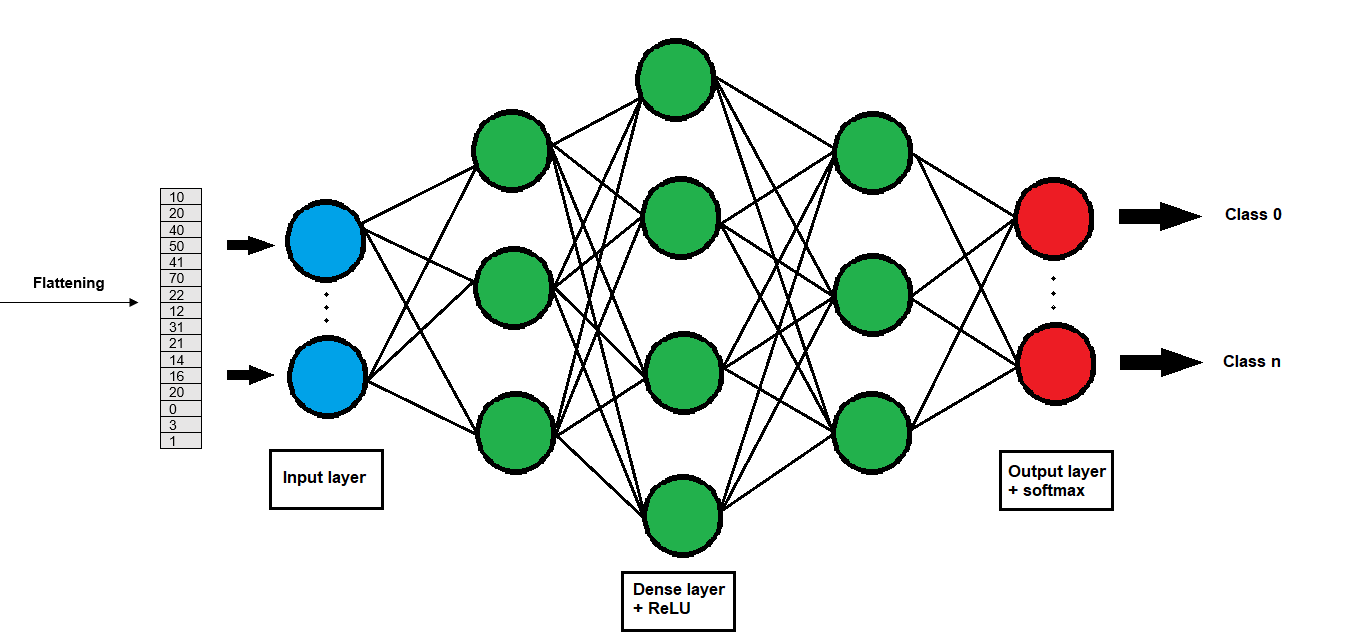 Flattening
10
20
40
50
41
70
22
12
31
21
14
16
20
0
3
1
Input layer
Dense layer
+ ReLU
Output layer
+ softmax
Class 0
Class n